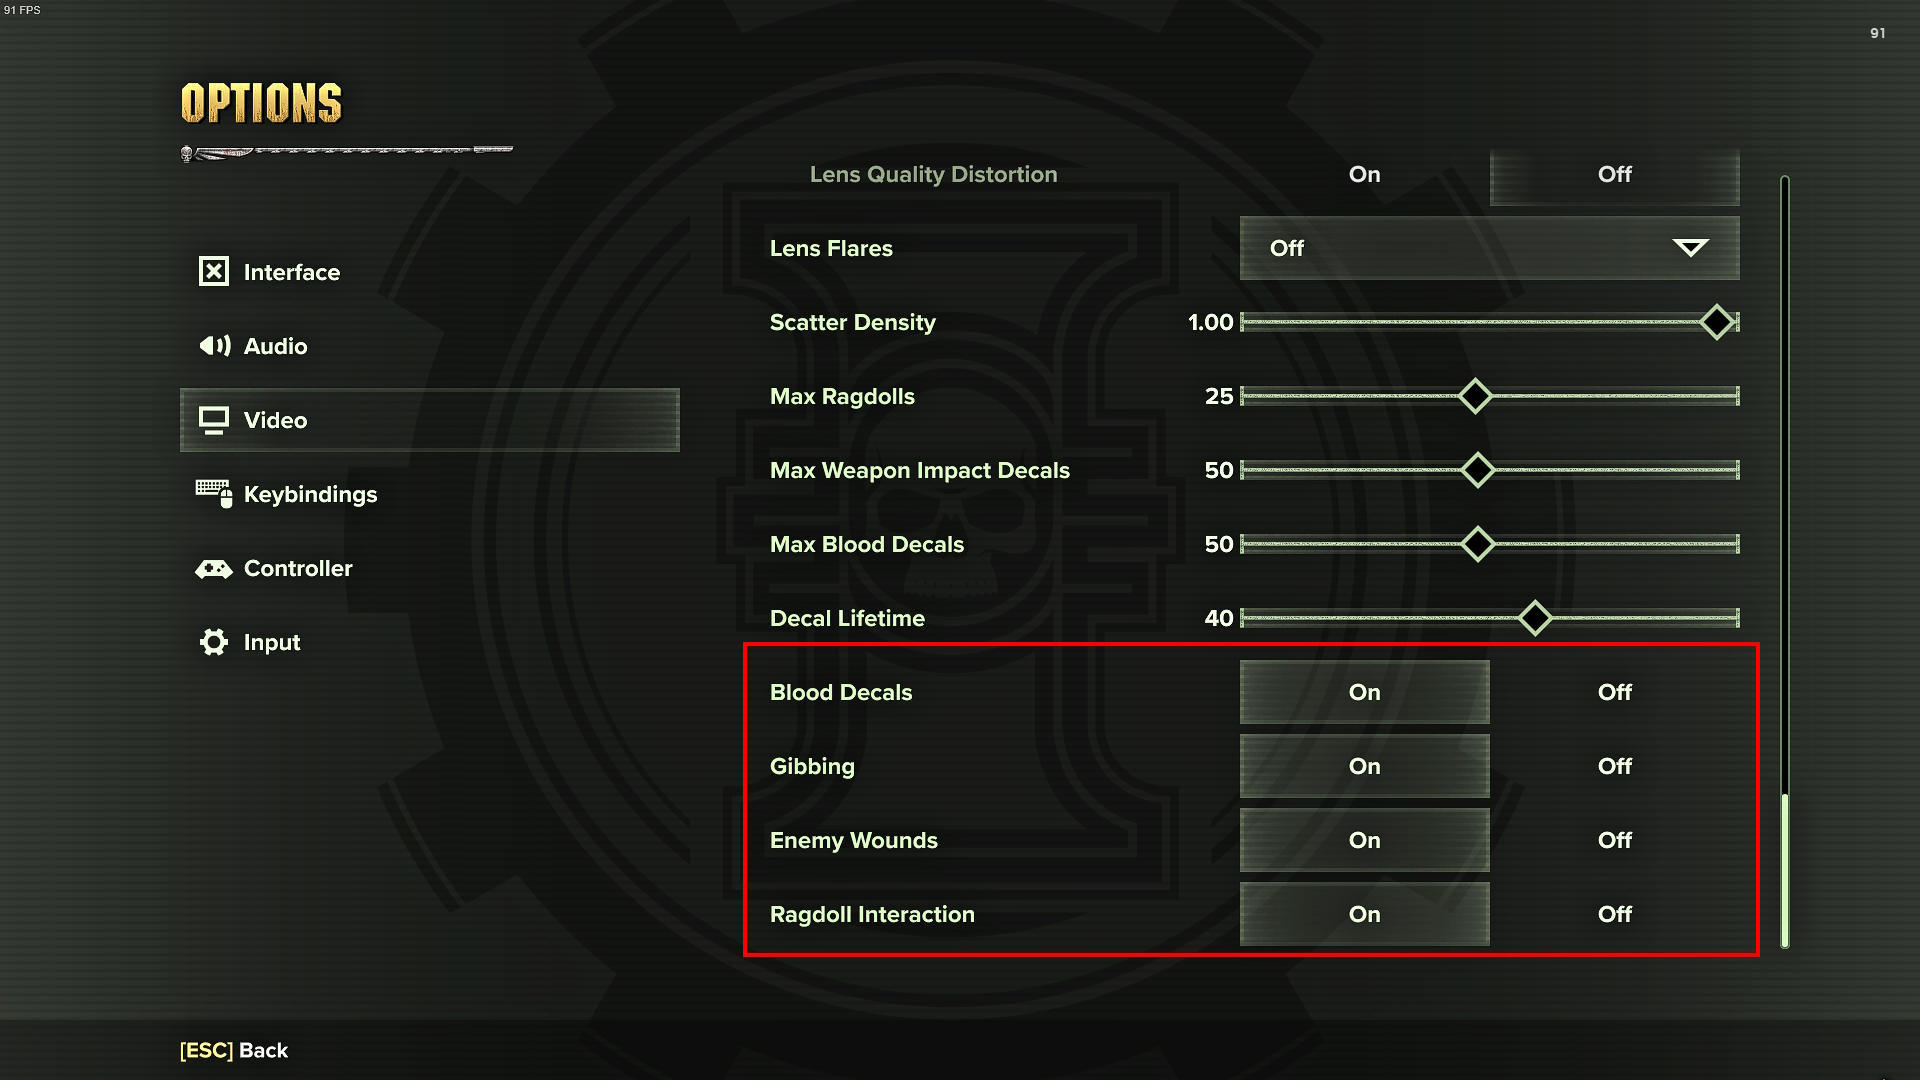 91 FPS
91
OPTIONS
Lens Quality Distortion On Off
Lens Flares Off
Interface
Scatter Density 1.00
Audio
Max Ragdolls 25
Video
Max Weapon Impact Decals 50
Keybindings
Max Blood Decals 50
Controller
Decal Lifetime 40
Input
Blood Decals On Off
Gibbing On Off
Enemy Wounds On Off
Ragdoll Interaction On Off
[ESC] Back